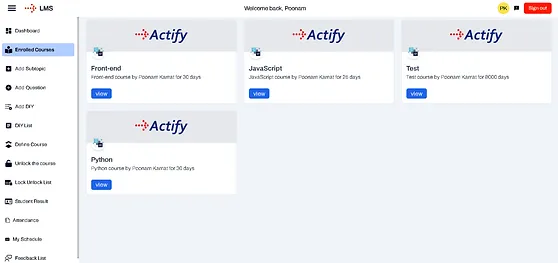 LMS
Welcome back, Poonam
PK
Sign out
Dashboard
Enrolled Courses
Add Subtopic
Add Question
Add DIY
DIY List
Define Course
Unlock the course
Lock Unlock List
Student Result
Attendance
My Schedule
Feedback List
Actify
Front-end
Front-end course by Poonam Kamat for 30 days
view
Actify
JavaScript
JavaScript course by Poonam Kamat for 25 days
view
Actify
Test
Test course by Poonam Kamat for 9000 days
view
Actify
Python
Python course by Poonam Kamat for 30 days
view